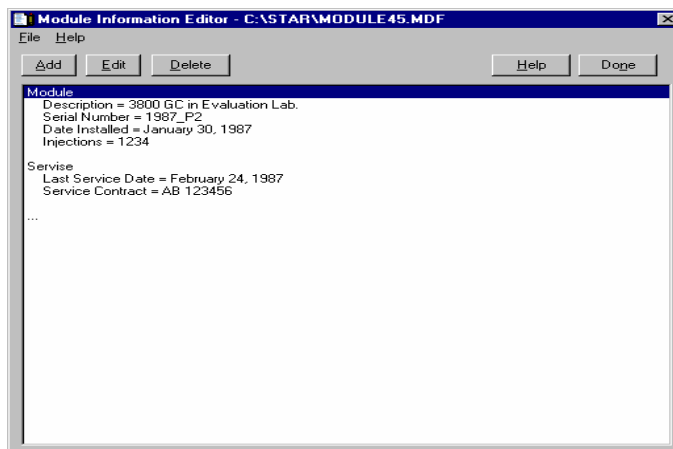 Module Information Editor - C:\STAR\MODULE45.MDF
File Help
Add Edit Delete Help Done
Module
Description = 3800 GC in Evaluation Lab.
Serial Number = 1987_P2
Date Installed = January 30, 1987
Injections = 1234
Servise
Last Service Date = February 24, 1987
Service Contract = AB 123456
...